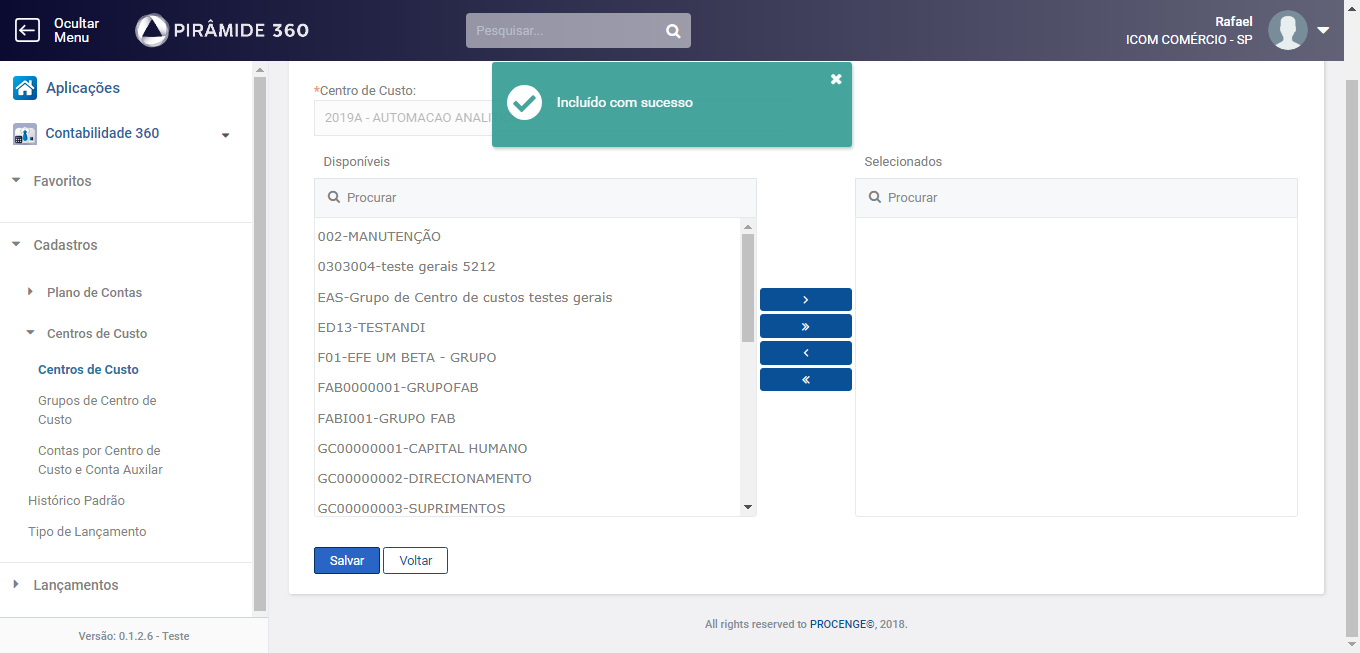 Ocultar
Menu
PIRÂMIDE 360
Pesquisar...
Rafael
ICOM COMÉRCIO - SP
Aplicações
Contabilidade 360
Favoritos
Cadastros
Plano de Contas
Centros de Custo
Centros de Custo
Grupos de Centro de
Custo
Contas por Centro de
Custo e Conta Auxilar
Histórico Padrão
Tipo de Lançamento
Lançamentos
Versão: 0.1.2.6 - Teste
Incluído com sucesso
*Centro de Custo:
2019A - AUTOMACAO ANALI
Disponíveis
Procurar
002-MANUTENÇÃO
0303004-teste gerais 5212
EAS-Grupo de Centro de custos testes gerais
ED13-TESTANDI
F01-EFE UM BETA - GRUPO
FAB0000001-GRUPOFAB
FABI001-GRUPO FAB
GC00000001-CAPITAL HUMANO
GC00000002-DIRECIONAMENTO
GC00000003-SUPRIMENTOS
Selecionados
Procurar
Salvar
Voltar
All rights reserved to PROCENGE©, 2018.